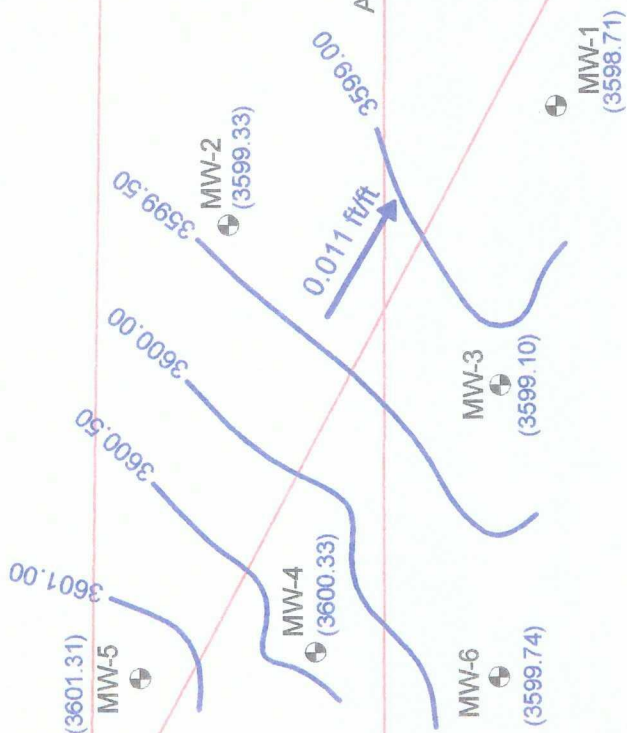 3599.00
A
MW-1
(3598.71)
MW-2
(3599.33)
3599.50
0.011 ft/ft
3600.00
MW-3
(3599.10)
3600.50
MW-4
(3600.33)
3601.00
(3601.31)
MW-5
MW-6
(3599.74)